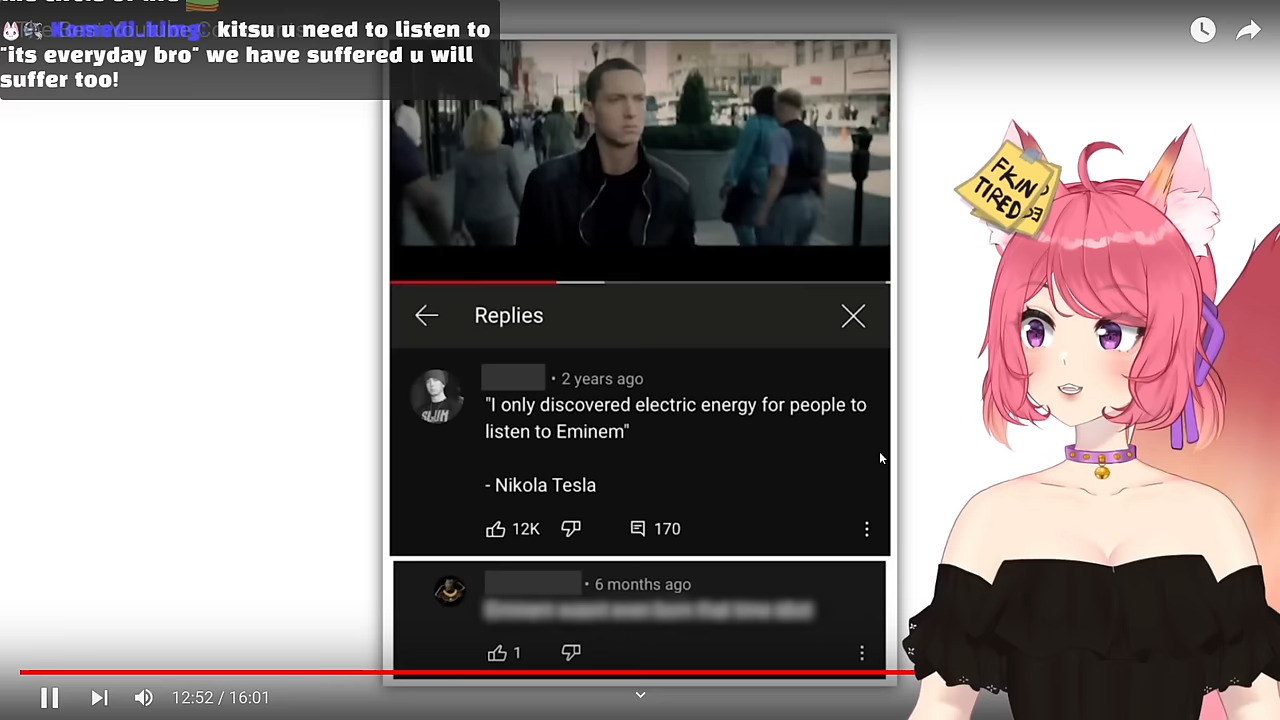 kitsu u need to listen to
"its everyday bro" we have suffered u will
suffer too!
FKIN
TIRED
Replies
• 2 years ago
"I only discovered electric energy for people to
listen to Eminem"
- Nikola Tesla
12K
170
• 6 months ago
1
12:52 / 16:01